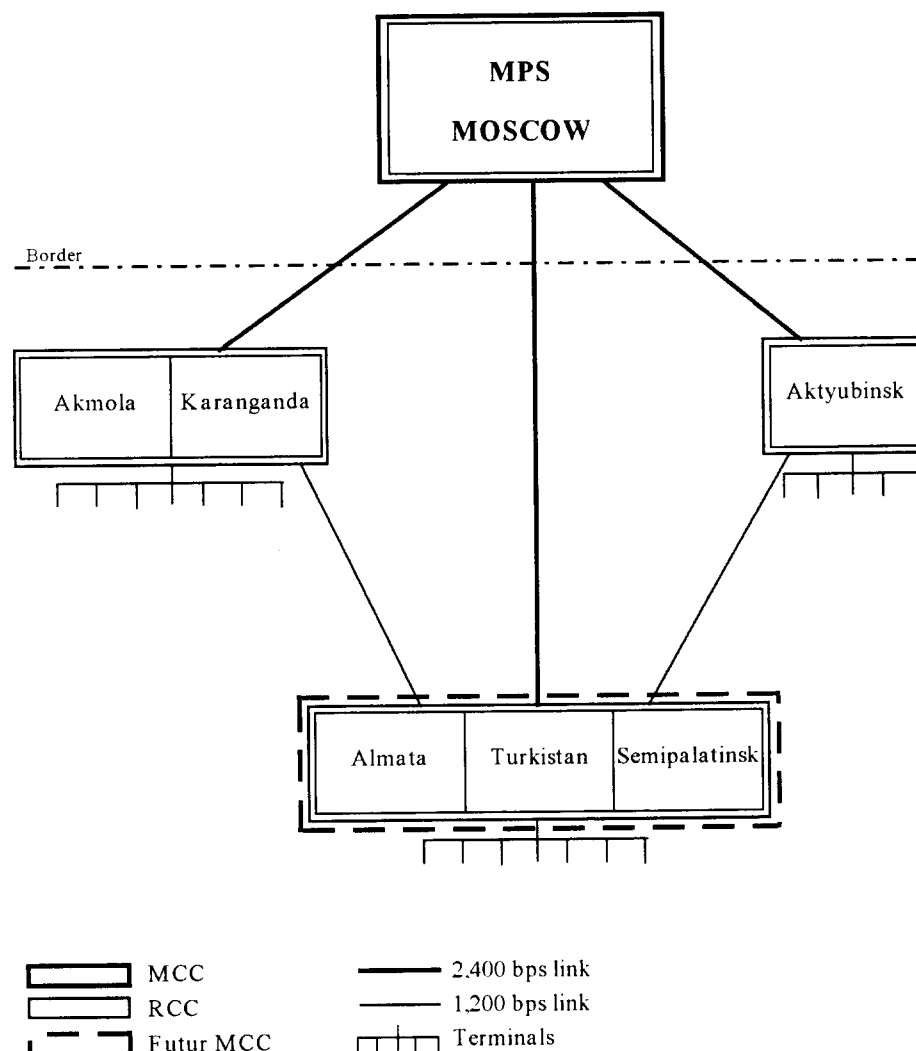 MPS
MOSCOW
Border
Akmola
Karanganda
Aktyubinsk
Almata
Turkistan
Semipalatinsk
MCC
2,400 bps link
RCC
1,200 bps link
Futur MCC
Terminals